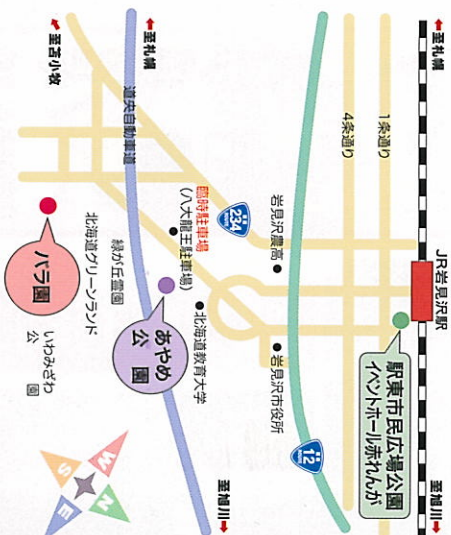 ←至札幌
JR岩見沢駅
至旭川→
1条通り
4条通り
駅東市民広場公園
イベントホール赤れんが
岩見沢農高
岩見沢市役所
12
234
臨時駐車場
(八大龍王駐車場)
北海道教育大学
←至札幌
道央自動車道
あやめ
公園
至旭川→
緑が丘霊園
北海道グリーンランド
バラ園
いわみざわ
公園
←至苫小牧
W
N
S
E